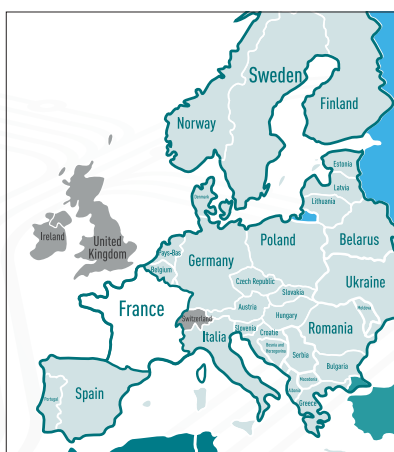 Sweden
Finland
Norway
Estonia
Latvia
Denmark
Lithuania
Ireland
United
Kingdom
Pays-Bas
Poland
Belarus
Germany
Belgium
Czech Republic
Ukraine
Slovakia
France
Austria
Moldova
Switzerland
Hungary
Romania
Slovenia
Croatie
Italia
Bosnia and
Herzegovina
Serbia
Bulgaria
Spain
Macedonia
Portugal
Albania
Greece